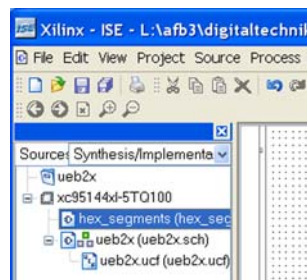 Xilinx - ISE - L:\afb3\digitaltechnik
File Edit View Project Source Process
Sources Synthesis/Implementa
ueb2x
xc95144xl-5TQ100
hex_segments (hex_seg
ueb2x (ueb2x.sch)
ueb2x.ucf (ueb2x.ucf)